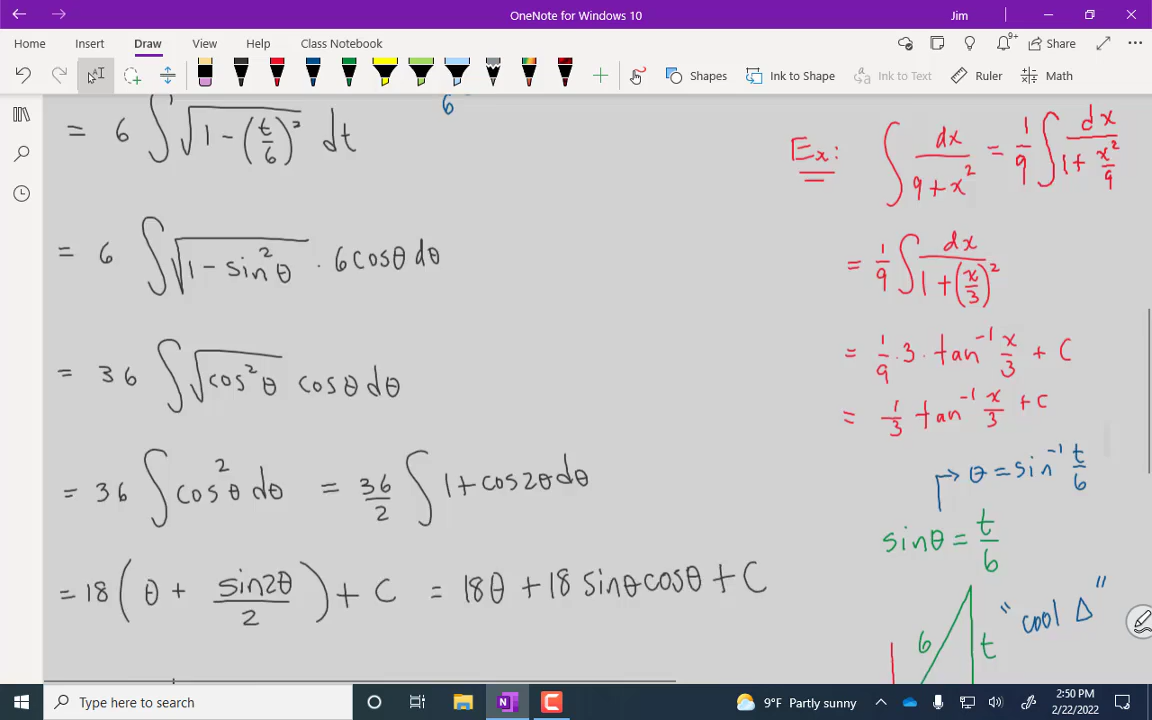 OneNote for Windows 10
Jim
Home Insert Draw View Help Class Notebook
Share
Shapes Ink to Shape Ink to Text Ruler Math
= 6 ∫ √(1 - (t/6)²) dt
6
= 6 ∫ √(1 - sin²θ) · 6cosθ dθ
= 36 ∫ √(cos²θ) cosθ dθ
= 36 ∫ cos²θ dθ = 36/2 ∫ 1 + cos2θ dθ
= 18 (θ + sin2θ/2) + C = 18θ + 18 sinθcosθ + C
Ex: ∫ dx/(9 + x²) = 1/9 ∫ dx/(1 + x²/9)
= 1/9 ∫ dx/(1 + (x/3)²)
= 1/9 · 3 · tan⁻¹ x/3 + C
= 1/3 tan⁻¹ x/3 + C
→ θ = sin⁻¹ t/6
sinθ = t/6
"cool Δ"
6 t
Type here to search
9°F Partly sunny
2:50 PM
2/22/2022